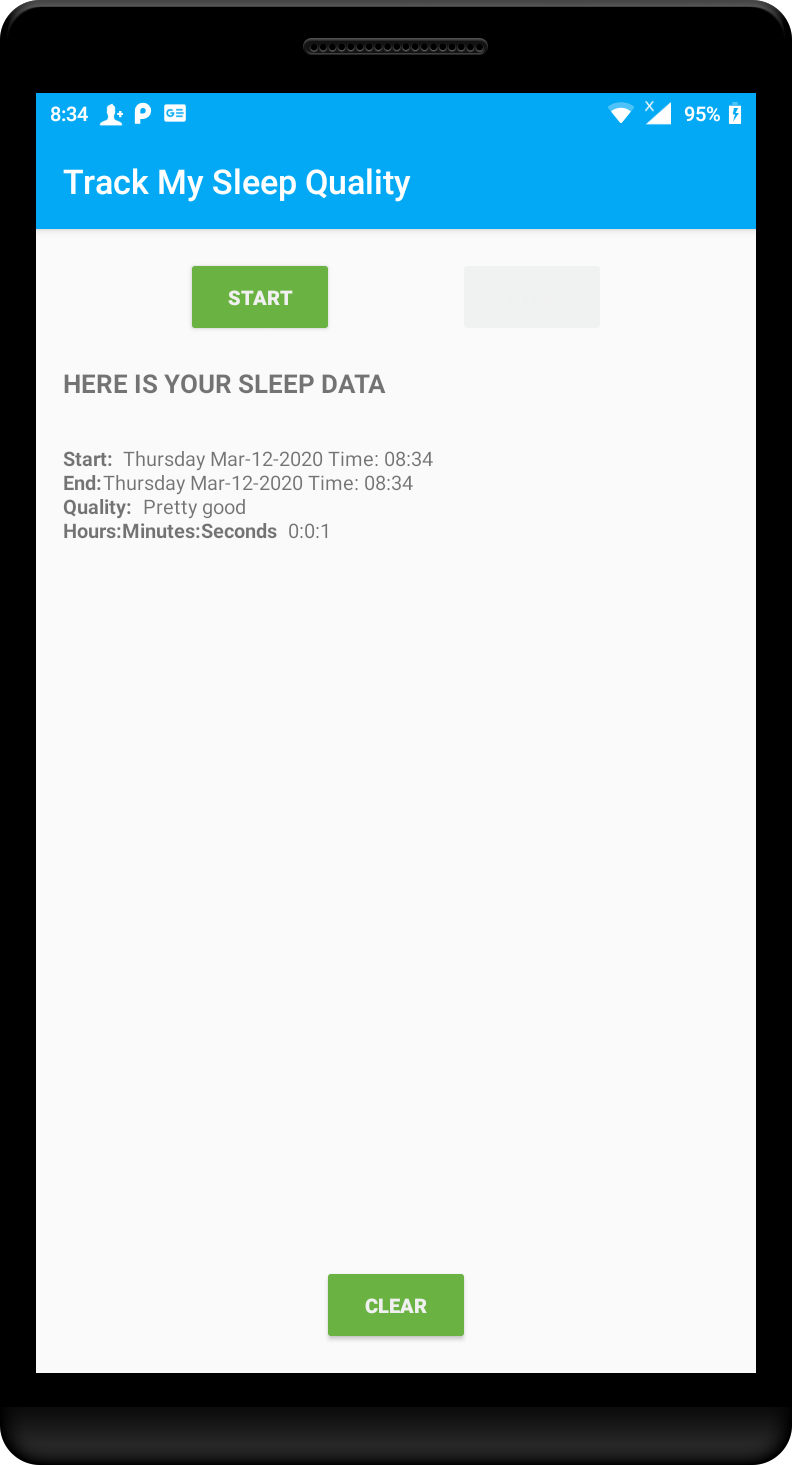 8:34 95%
Track My Sleep Quality
START
HERE IS YOUR SLEEP DATA
Start: Thursday Mar-12-2020 Time: 08:34
End:Thursday Mar-12-2020 Time: 08:34
Quality: Pretty good
Hours:Minutes:Seconds 0:0:1
CLEAR